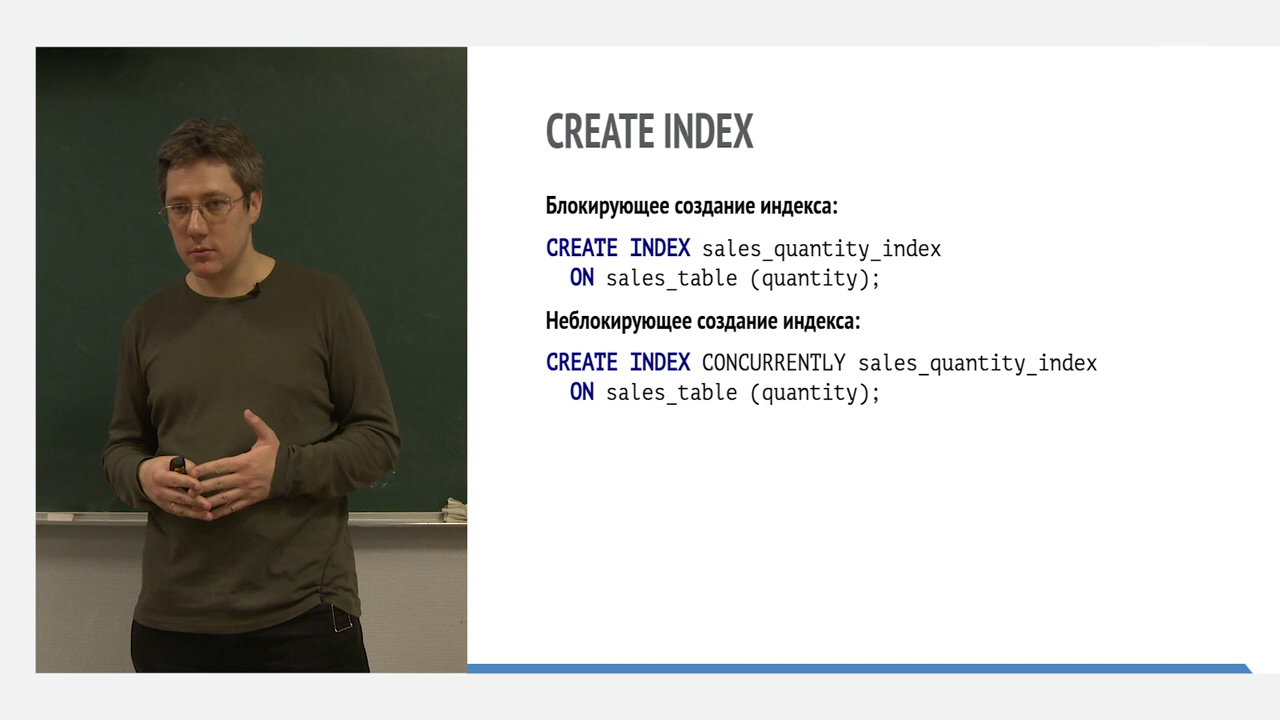 CREATE INDEX
Блокирующее создание индекса:
CREATE INDEX sales_quantity_index
ON sales_table (quantity);
Неблокирующее создание индекса:
CREATE INDEX CONCURRENTLY sales_quantity_index
ON sales_table (quantity);